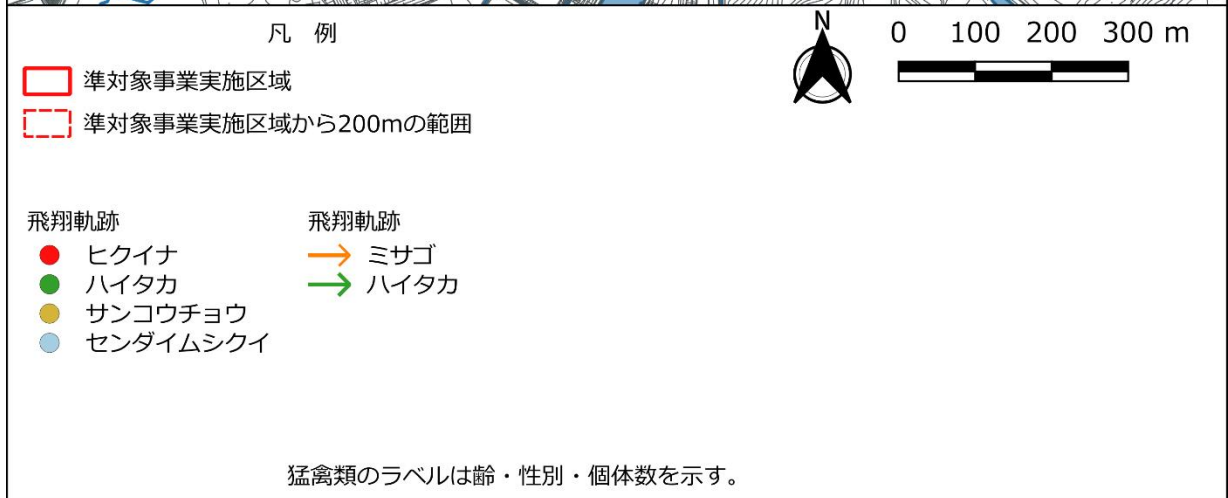 凡 例
N
0 100 200 300 m
準対象事業実施区域
準対象事業実施区域から200mの範囲
飛翔軌跡 飛翔軌跡
ヒクイナ ミサゴ
ハイタカ ハイタカ
サンコウチョウ
センダイムシクイ
猛禽類のラベルは齢・性別・個体数を示す。